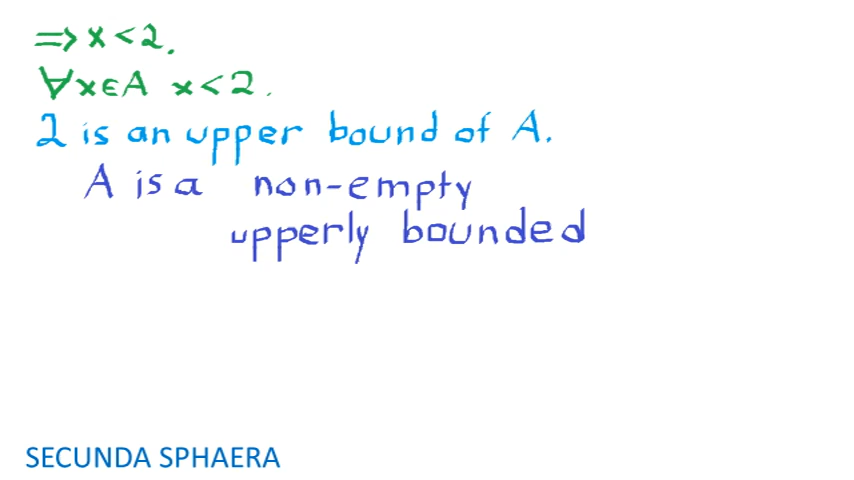 ⇒ x < 2.
∀x∈A x < 2.
2 is an upper bound of A.
A is a non-empty
upperly bounded
SECUNDA SPHAERA